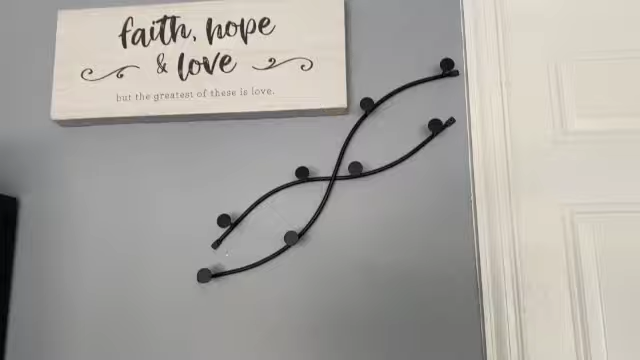 faith, hope
& love
but the greatest of these is love.